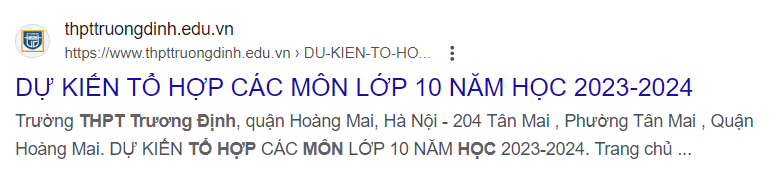 thpttruongdinh.edu.vn
https://www.thpttruongdinh.edu.vn › DU-KIEN-TO-HO...
DỰ KIẾN TỔ HỢP CÁC MÔN LỚP 10 NĂM HỌC 2023-2024
Trường THPT Trương Định, quận Hoàng Mai, Hà Nội - 204 Tân Mai , Phường Tân Mai , Quận
Hoàng Mai. DỰ KIẾN TỔ HỢP CÁC MÔN LỚP 10 NĂM HỌC 2023-2024. Trang chủ ...